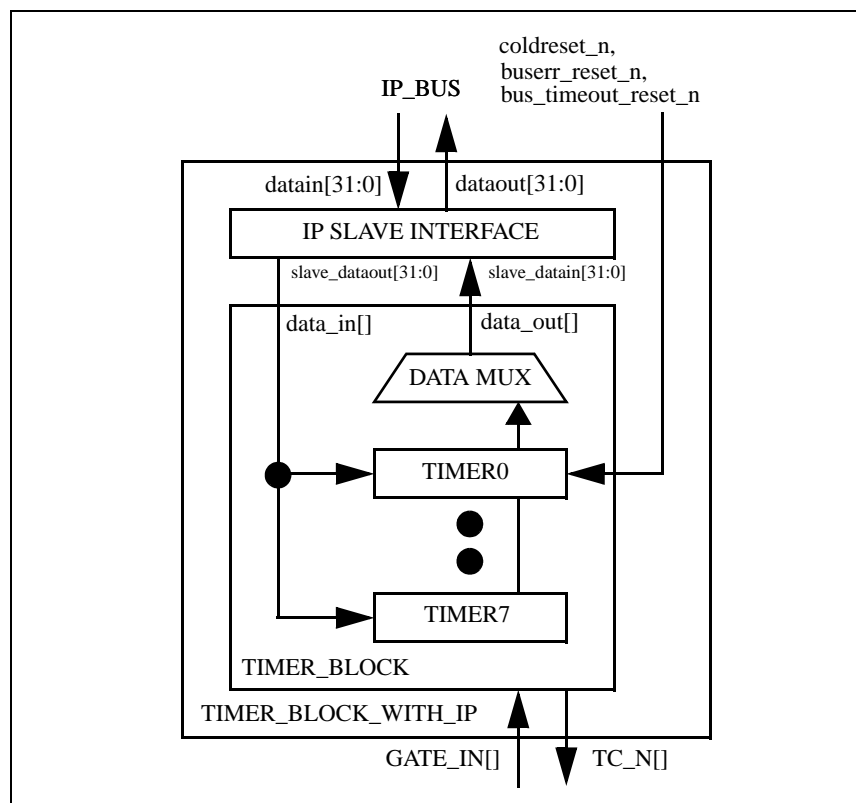 coldreset_n,
buserr_reset_n,
bus_timeout_reset_n
IP_BUS
datain[31:0]
dataout[31:0]
IP SLAVE INTERFACE
slave_dataout[31:0]
slave_datain[31:0]
data_in[]
data_out[]
DATA MUX
TIMER0
TIMER7
TIMER_BLOCK
TIMER_BLOCK_WITH_IP
GATE_IN[]
TC_N[]